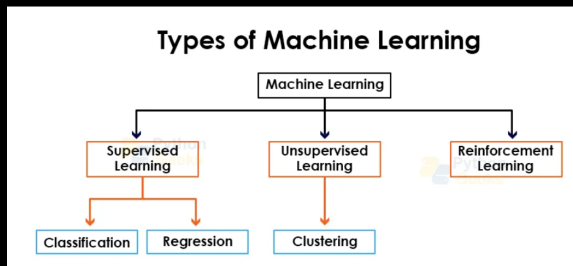 Types of Machine Learning
Machine Learning
Supervised
Learning
Unsupervised
Learning
Reinforcement
Learning
Classification
Regression
Clustering